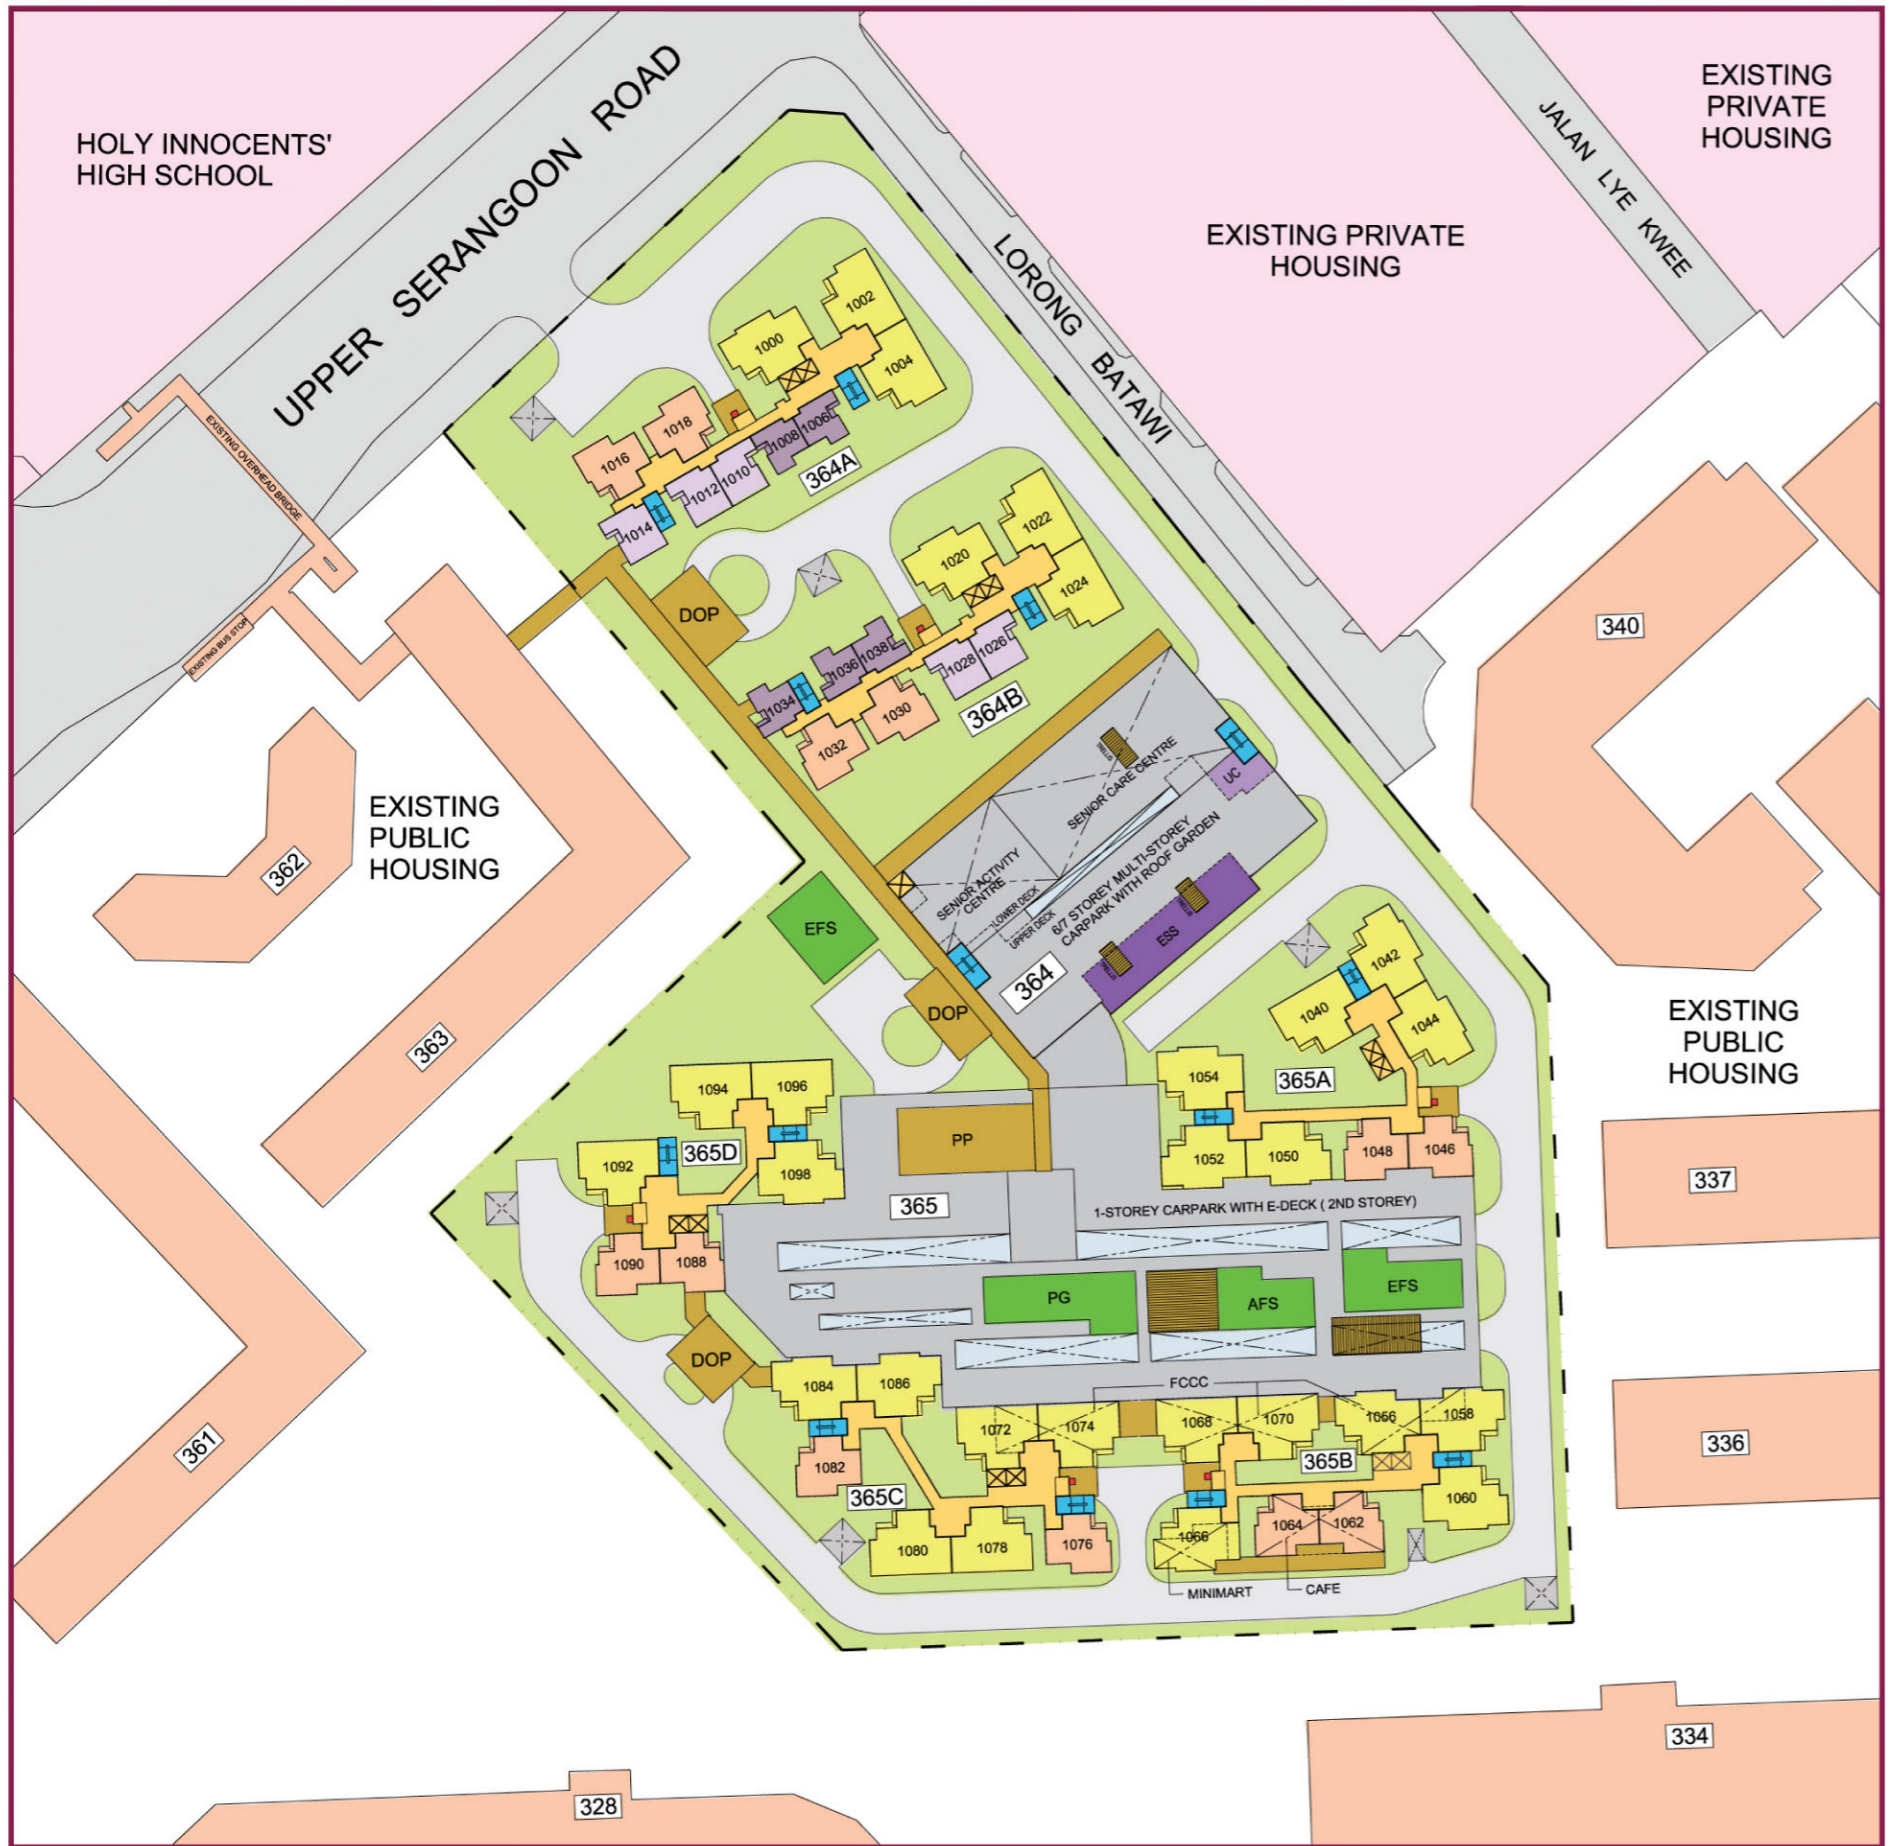 HOLY INNOCENTS'
HIGH SCHOOL
UPPER SERANGOON ROAD
LORONG BATAWI
JALAN LYE KWEE
EXISTING PRIVATE
HOUSING
EXISTING
PRIVATE
HOUSING
EXISTING OVERHEAD BRIDGE
EXISTING BUS STOP
1000
1002
1004
1018
1016
1006
1008
1010
1012
1014
364A
1020
1022
1024
1026
1028
1038
1036
1034
1030
1032
364B
DOP
340
EXISTING
PUBLIC
HOUSING
362
363
361
SENIOR CARE CENTRE
UC
SENIOR ACTIVITY
CENTRE
LOWER DECK
UPPER DECK
6/7 STOREY MULTI-STOREY
CARPARK WITH ROOF GARDEN
TRELLIS
TRELLIS
TRELLIS
ESS
364
EFS
DOP
1042
1040
1044
1054
365A
1052
1050
1048
1046
EXISTING
PUBLIC
HOUSING
337
336
1094
1096
1092
365D
1098
1090
1088
PP
365
1-STOREY CARPARK WITH E-DECK ( 2ND STOREY)
PG
AFS
EFS
DOP
FCCC
1084
1086
1082
365C
1072
1074
1080
1078
1076
1068
1070
1056
1058
365B
1060
1066
1064
1062
MINIMART
CAFE
334
328